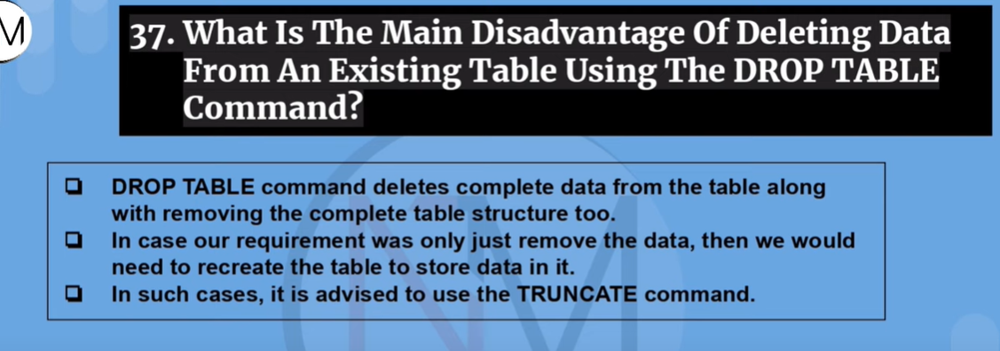 M
37. What Is The Main Disadvantage Of Deleting Data
From An Existing Table Using The DROP TABLE
Command?
❑ DROP TABLE command deletes complete data from the table along
with removing the complete table structure too.
❑ In case our requirement was only just remove the data, then we would
need to recreate the table to store data in it.
❑ In such cases, it is advised to use the TRUNCATE command.